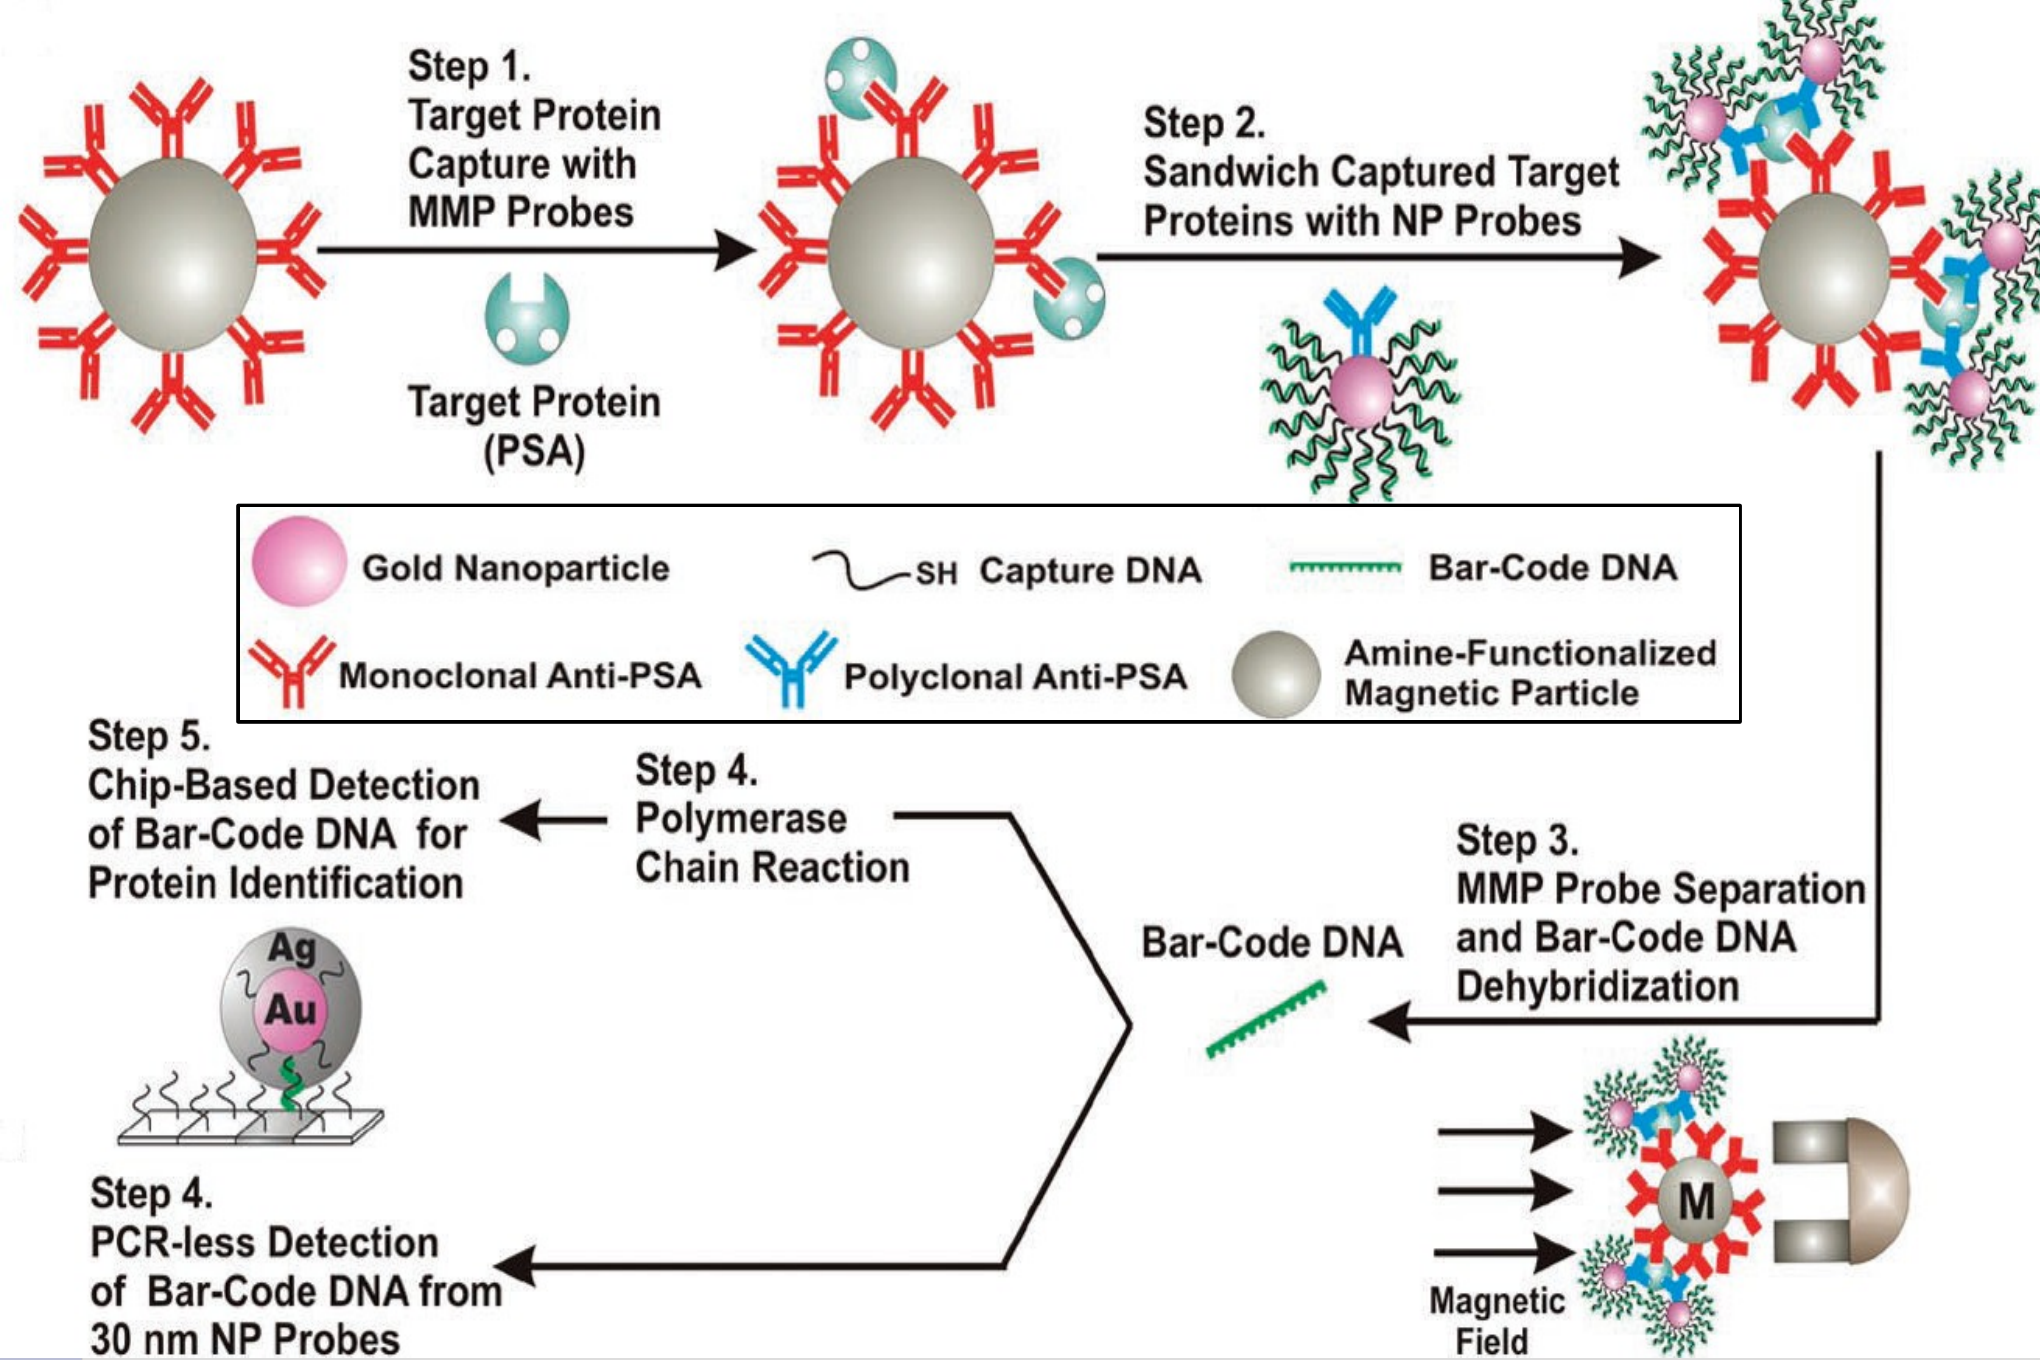 Step 1.
Target Protein
Capture with
MMP Probes
Target Protein
(PSA)
Step 2.
Sandwich Captured Target
Proteins with NP Probes
Gold Nanoparticle
SH Capture DNA
Bar-Code DNA
Monoclonal Anti-PSA
Polyclonal Anti-PSA
Amine-Functionalized
Magnetic Particle
Step 3.
MMP Probe Separation
and Bar-Code DNA
Dehybridization
Magnetic
Field
M
Bar-Code DNA
Step 4.
Polymerase
Chain Reaction
Step 5.
Chip-Based Detection
of Bar-Code DNA for
Protein Identification
Ag
Au
Step 4.
PCR-less Detection
of Bar-Code DNA from
30 nm NP Probes